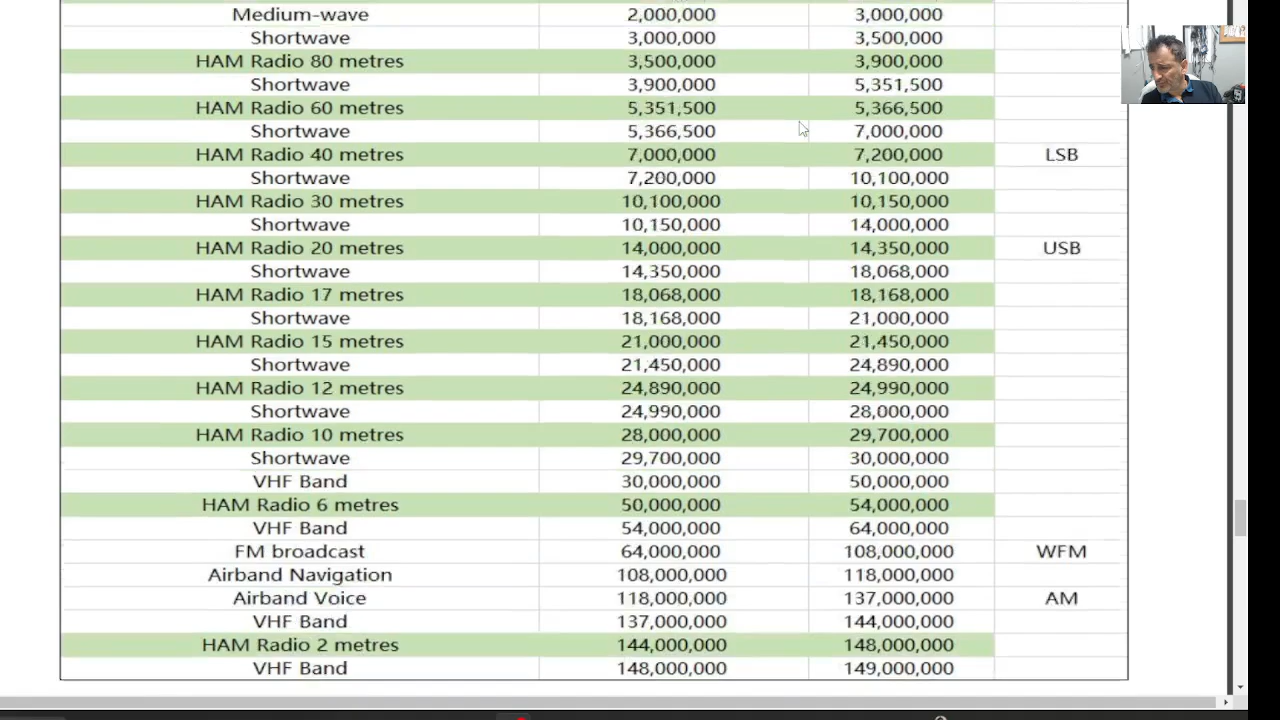 Medium-wave 2,000,000 3,000,000
Shortwave 3,000,000 3,500,000
HAM Radio 80 metres 3,500,000 3,900,000
Shortwave 3,900,000 5,351,500
HAM Radio 60 metres 5,351,500 5,366,500
Shortwave 5,366,500 7,000,000
HAM Radio 40 metres 7,000,000 7,200,000 LSB
Shortwave 7,200,000 10,100,000
HAM Radio 30 metres 10,100,000 10,150,000
Shortwave 10,150,000 14,000,000
HAM Radio 20 metres 14,000,000 14,350,000 USB
Shortwave 14,350,000 18,068,000
HAM Radio 17 metres 18,068,000 18,168,000
Shortwave 18,168,000 21,000,000
HAM Radio 15 metres 21,000,000 21,450,000
Shortwave 21,450,000 24,890,000
HAM Radio 12 metres 24,890,000 24,990,000
Shortwave 24,990,000 28,000,000
HAM Radio 10 metres 28,000,000 29,700,000
Shortwave 29,700,000 30,000,000
VHF Band 30,000,000 50,000,000
HAM Radio 6 metres 50,000,000 54,000,000
VHF Band 54,000,000 64,000,000
FM broadcast 64,000,000 108,000,000 WFM
Airband Navigation 108,000,000 118,000,000
Airband Voice 118,000,000 137,000,000 AM
VHF Band 137,000,000 144,000,000
HAM Radio 2 metres 144,000,000 148,000,000
VHF Band 148,000,000 149,000,000